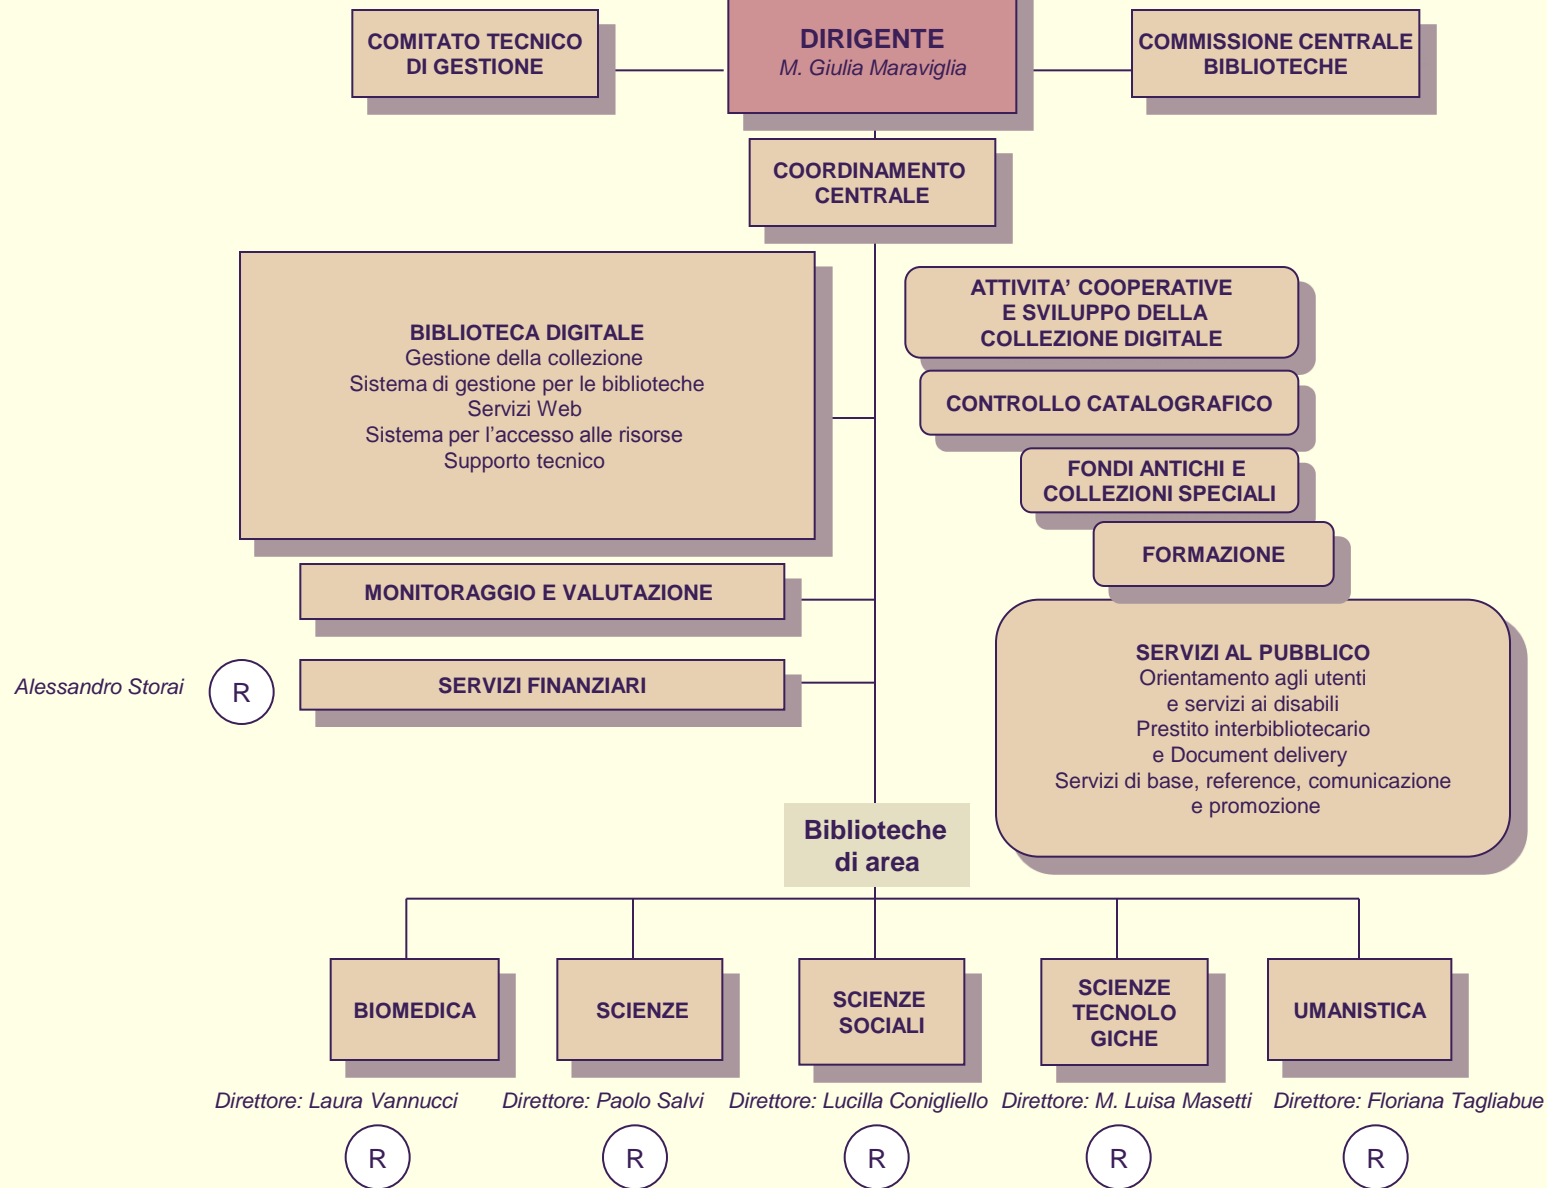 COMITATO TECNICO
DI GESTIONE
DIRIGENTE
M. Giulia Maraviglia
COMMISSIONE CENTRALE
BIBLIOTECHE
COORDINAMENTO
CENTRALE
BIBLIOTECA DIGITALE
Gestione della collezione
Sistema di gestione per le biblioteche
Servizi Web
Sistema per l’accesso alle risorse
Supporto tecnico
ATTIVITA’ COOPERATIVE
E SVILUPPO DELLA
COLLEZIONE DIGITALE
CONTROLLO CATALOGRAFICO
FONDI ANTICHI E
COLLEZIONI SPECIALI
FORMAZIONE
MONITORAGGIO E VALUTAZIONE
Alessandro Storai
R
SERVIZI FINANZIARI
SERVIZI AL PUBBLICO
Orientamento agli utenti
e servizi ai disabili
Prestito interbibliotecario
e Document delivery
Servizi di base, reference, comunicazione
e promozione
Biblioteche
di area
BIOMEDICA
SCIENZE
SCIENZE
SOCIALI
SCIENZE
TECNOLO
GICHE
UMANISTICA
Direttore: Laura Vannucci
Direttore: Paolo Salvi
Direttore: Lucilla Conigliello
Direttore: M. Luisa Masetti
Direttore: Floriana Tagliabue
R
R
R
R
R